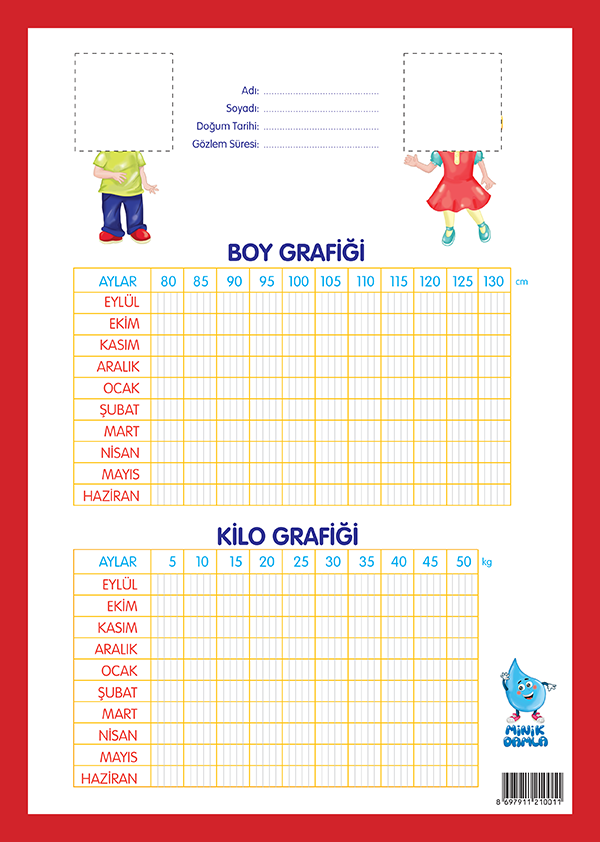 Adı: ................................................
Soyadı: ................................................
Doğum Tarihi: ................................................
Gözlem Süresi: ................................................
BOY GRAFİĞİ
AYLAR 80 85 90 95 100 105 110 115 120 125 130 cm
EYLÜL
EKİM
KASIM
ARALIK
OCAK
ŞUBAT
MART
NİSAN
MAYIS
HAZİRAN
KİLO GRAFİĞİ
AYLAR 5 10 15 20 25 30 35 40 45 50 kg
EYLÜL
EKİM
KASIM
ARALIK
OCAK
ŞUBAT
MART
NİSAN
MAYIS
HAZİRAN
MİNİK
DAMLA
8 697911 210011